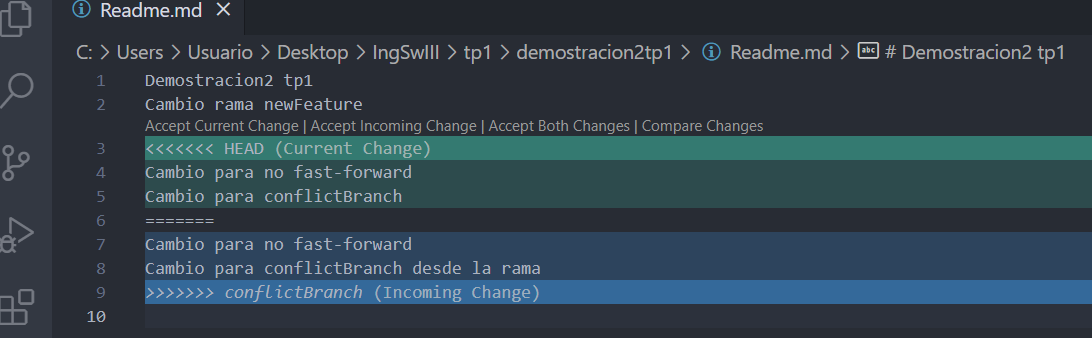 Readme.md ×
C: > Users > Usuario > Desktop > IngSwIII > tp1 > demostracion2tp1 > Readme.md > abc # Demostracion2 tp1
1 Demostracion2 tp1
2 Cambio rama newFeature
Accept Current Change | Accept Incoming Change | Accept Both Changes | Compare Changes
3 <<<<<<< HEAD (Current Change)
4 Cambio para no fast-forward
5 Cambio para conflictBranch
6 =======
7 Cambio para no fast-forward
8 Cambio para conflictBranch desde la rama
9 >>>>>>> conflictBranch (Incoming Change)
10